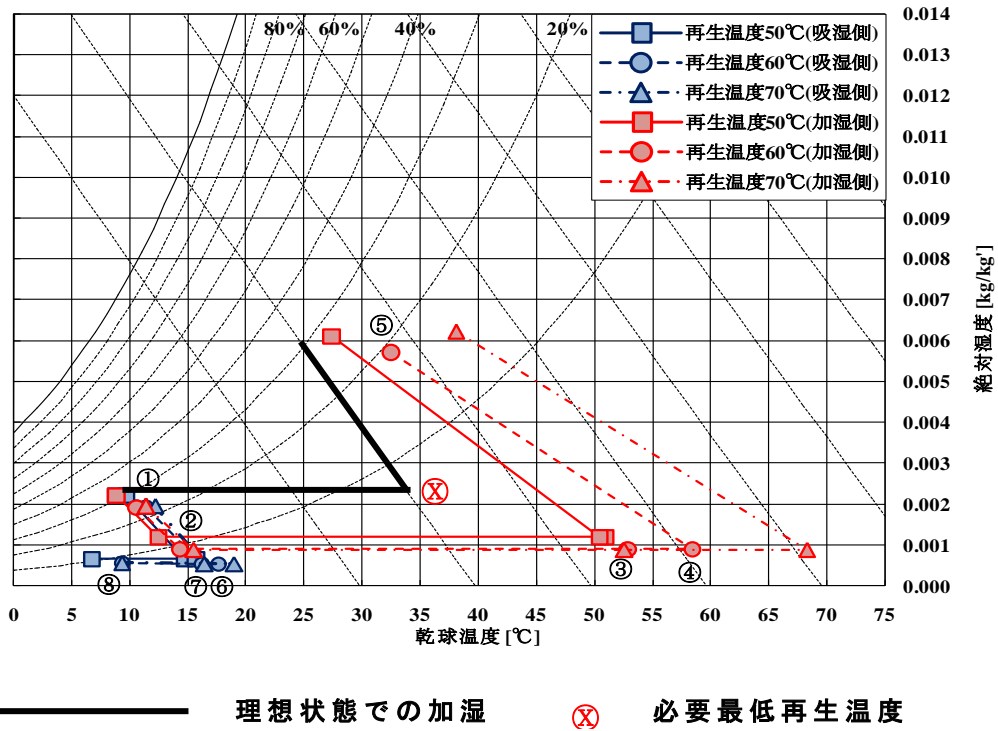 80% 60% 40% 20%
再生温度50℃(吸湿側)
再生温度60℃(吸湿側)
再生温度70℃(吸湿側)
再生温度50℃(加湿側)
再生温度60℃(加湿側)
再生温度70℃(加湿側)
0.014
0.013
0.012
0.011
0.010
0.009
0.008
0.007
0.006
0.005
0.004
0.003
0.002
0.001
0.000
絶対湿度 [kg/kg']
⑤
①
Ⓧ
②
③
④
⑧
⑦
⑥
0 5 10 15 20 25 30 35 40 45 50 55 60 65 70 75
乾球温度 [℃]
理想状態での加湿
Ⓧ 必要最低再生温度